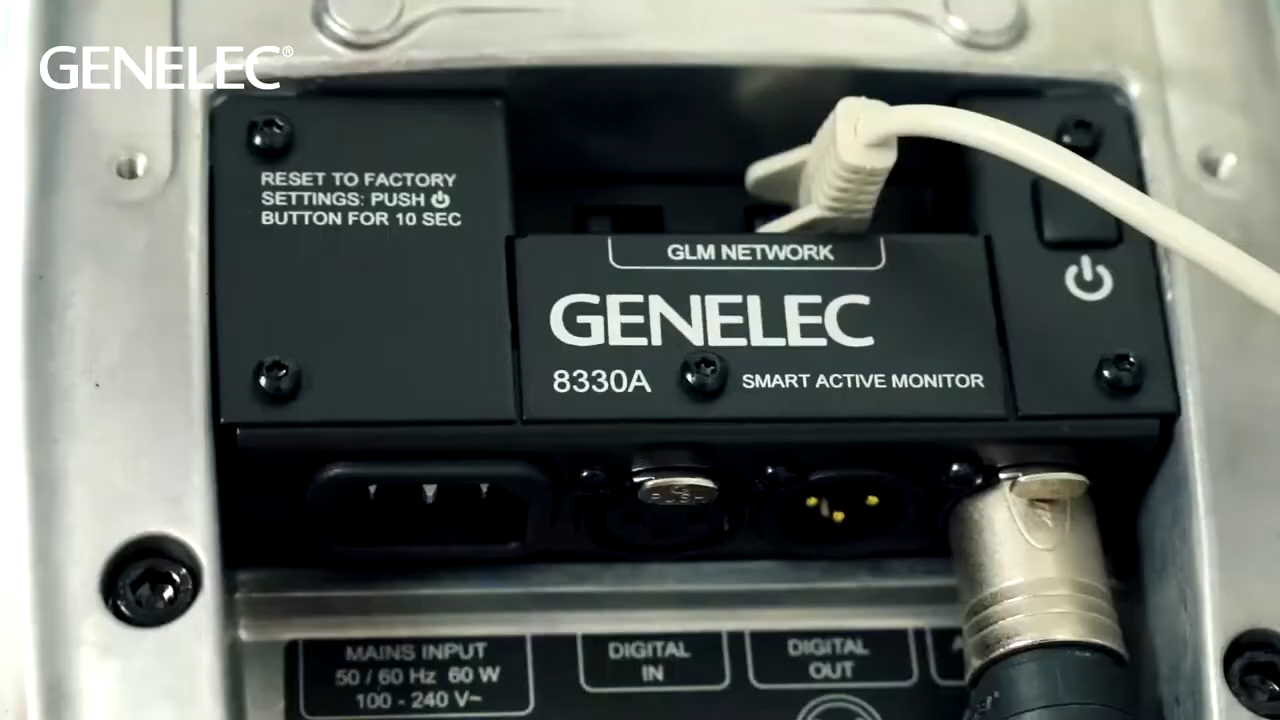 GENELEC®
RESET TO FACTORY
SETTINGS: PUSH ⏻
BUTTON FOR 10 SEC
GLM NETWORK
GENELEC
8330A
SMART ACTIVE MONITOR
PUSH
MAINS INPUT
50 / 60 Hz 60 W
100 - 240 V~
DIGITAL
IN
DIGITAL
OUT